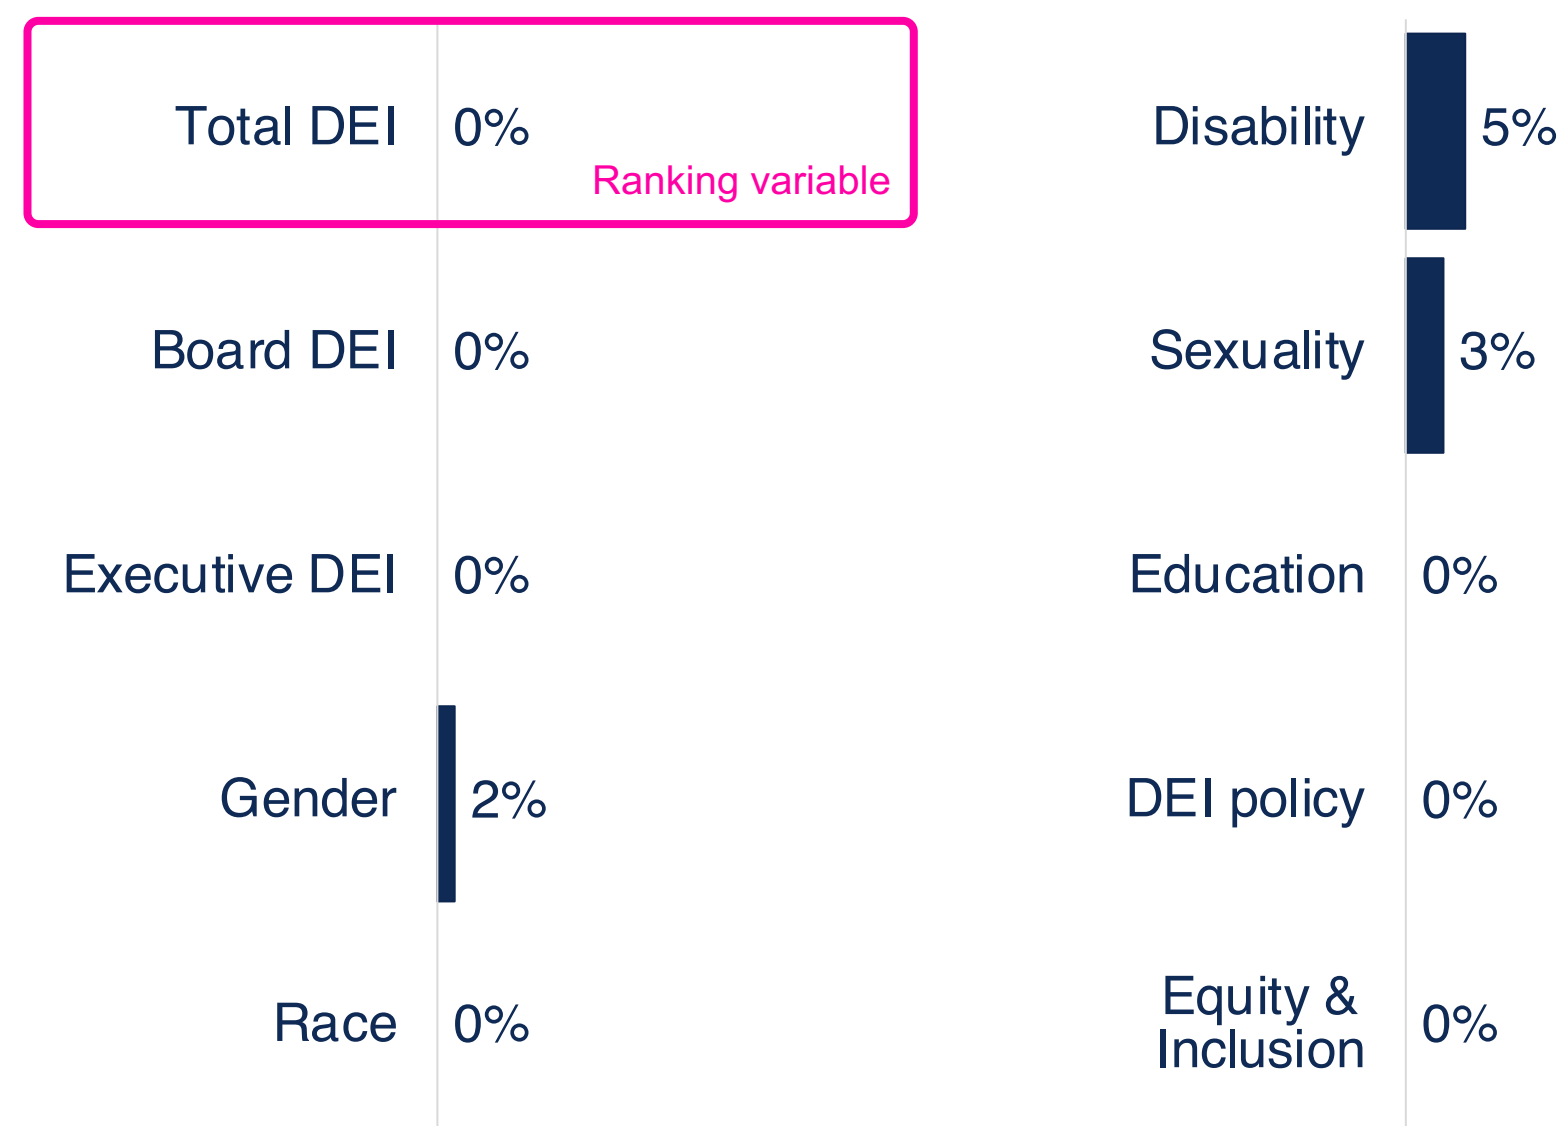 Total DEI 0%
Ranking variable
Board DEI 0%
Executive DEI 0%
Gender 2%
Race 0%
Disability 5%
Sexuality 3%
Education 0%
DEI policy 0%
Equity &
Inclusion 0%